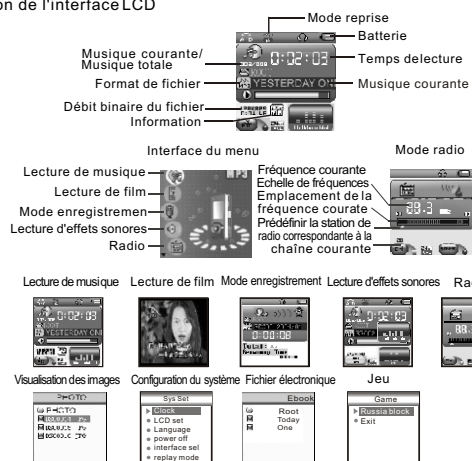 on de l'interface LCD
Mode reprise
Batterie
Musique courante/
Musique totale
Temps delecture
Format de fichier
Musique courante
Débit binaire du fichier
Information
0:02:03
YESTERDAY ON
Interface du menu
Mode radio
Lecture de musique
Lecture de film
Mode enregistremen
Lecture d'effets sonores
Radio
MP3
Fréquence courante
Echelle de fréquences
Emplacement de la
fréquence courate
Prédéfinir la station de
radio correspondante à la
chaîne courante
Lecture de musique
Lecture de film
Mode enregistrement
Lecture d'effets sonores
Ra
0:02:03
YESTERDAY ONL
0:00:08
0:02:03
Visualisation des images
Configuration du système
Fichier électronique
Jeu
PHOTO
PHOTO
Sys Set
Clock
LCD set
Language
power off
interface sel
replay mode
Ebook
Root
Today
One
Game
Russia block
Exit